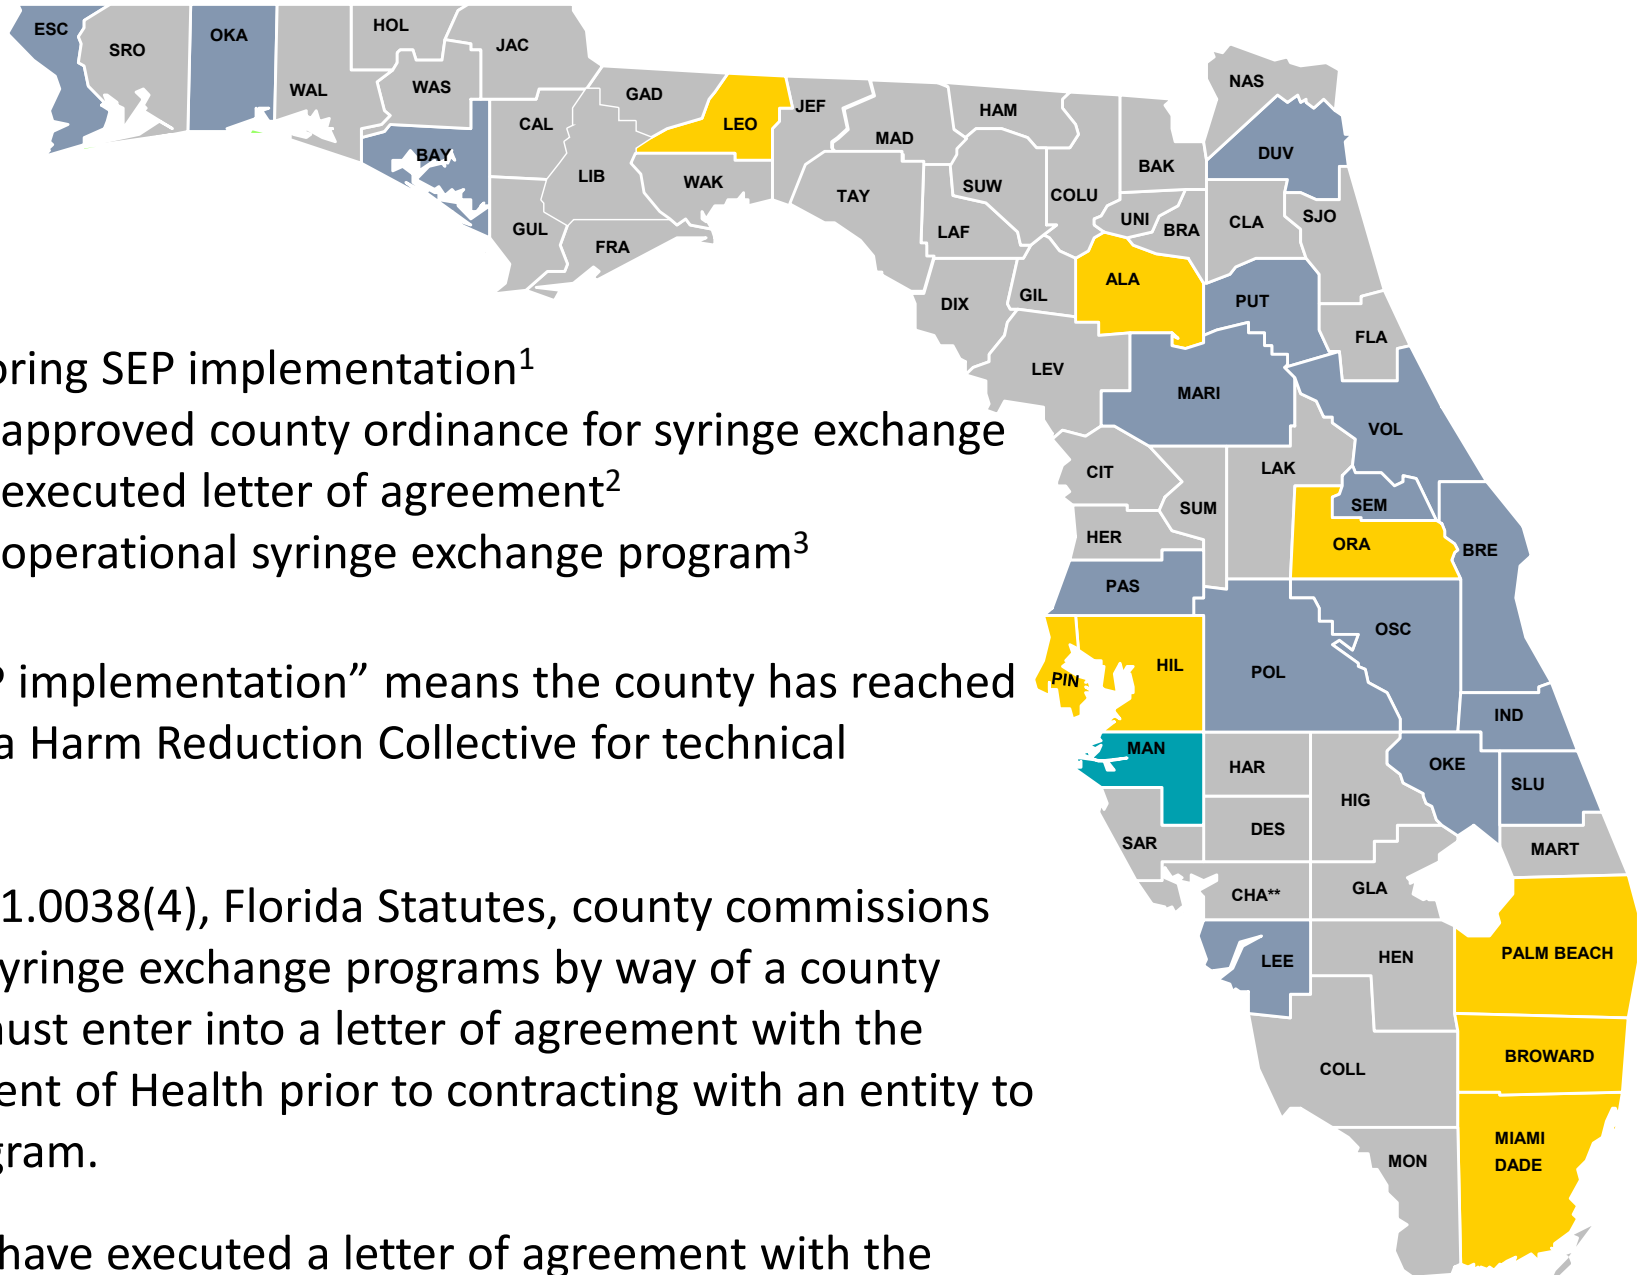 ESC
SRO
OKA
WAL
HOL
WAS
JAC
BAY
CAL
GUL
LIB
GAD
FRA
LEO
WAK
JEF
MAD
TAY
HAM
SUW
LAF
COLU
BAK
UNI
BRA
NAS
DUV
CLA
SJO
DIX
GIL
ALA
PUT
FLA
LEV
MARI
VOL
CIT
SUM
LAK
SEM
HER
ORA
BRE
PAS
OSC
PIN
HIL
POL
IND
MAN
HAR
HIG
OKE
SLU
SAR
DES
MART
CHA**
GLA
LEE
HEN
PALM BEACH
COLL
BROWARD
MON
MIAMI
DADE
oring SEP implementation1
approved county ordinance for syringe exchange
executed letter of agreement2
operational syringe exchange program3
P implementation” means the county has reached
a Harm Reduction Collective for technical
1.0038(4), Florida Statutes, county commissions
yringe exchange programs by way of a county
must enter into a letter of agreement with the
ent of Health prior to contracting with an entity to
gram.
have executed a letter of agreement with the